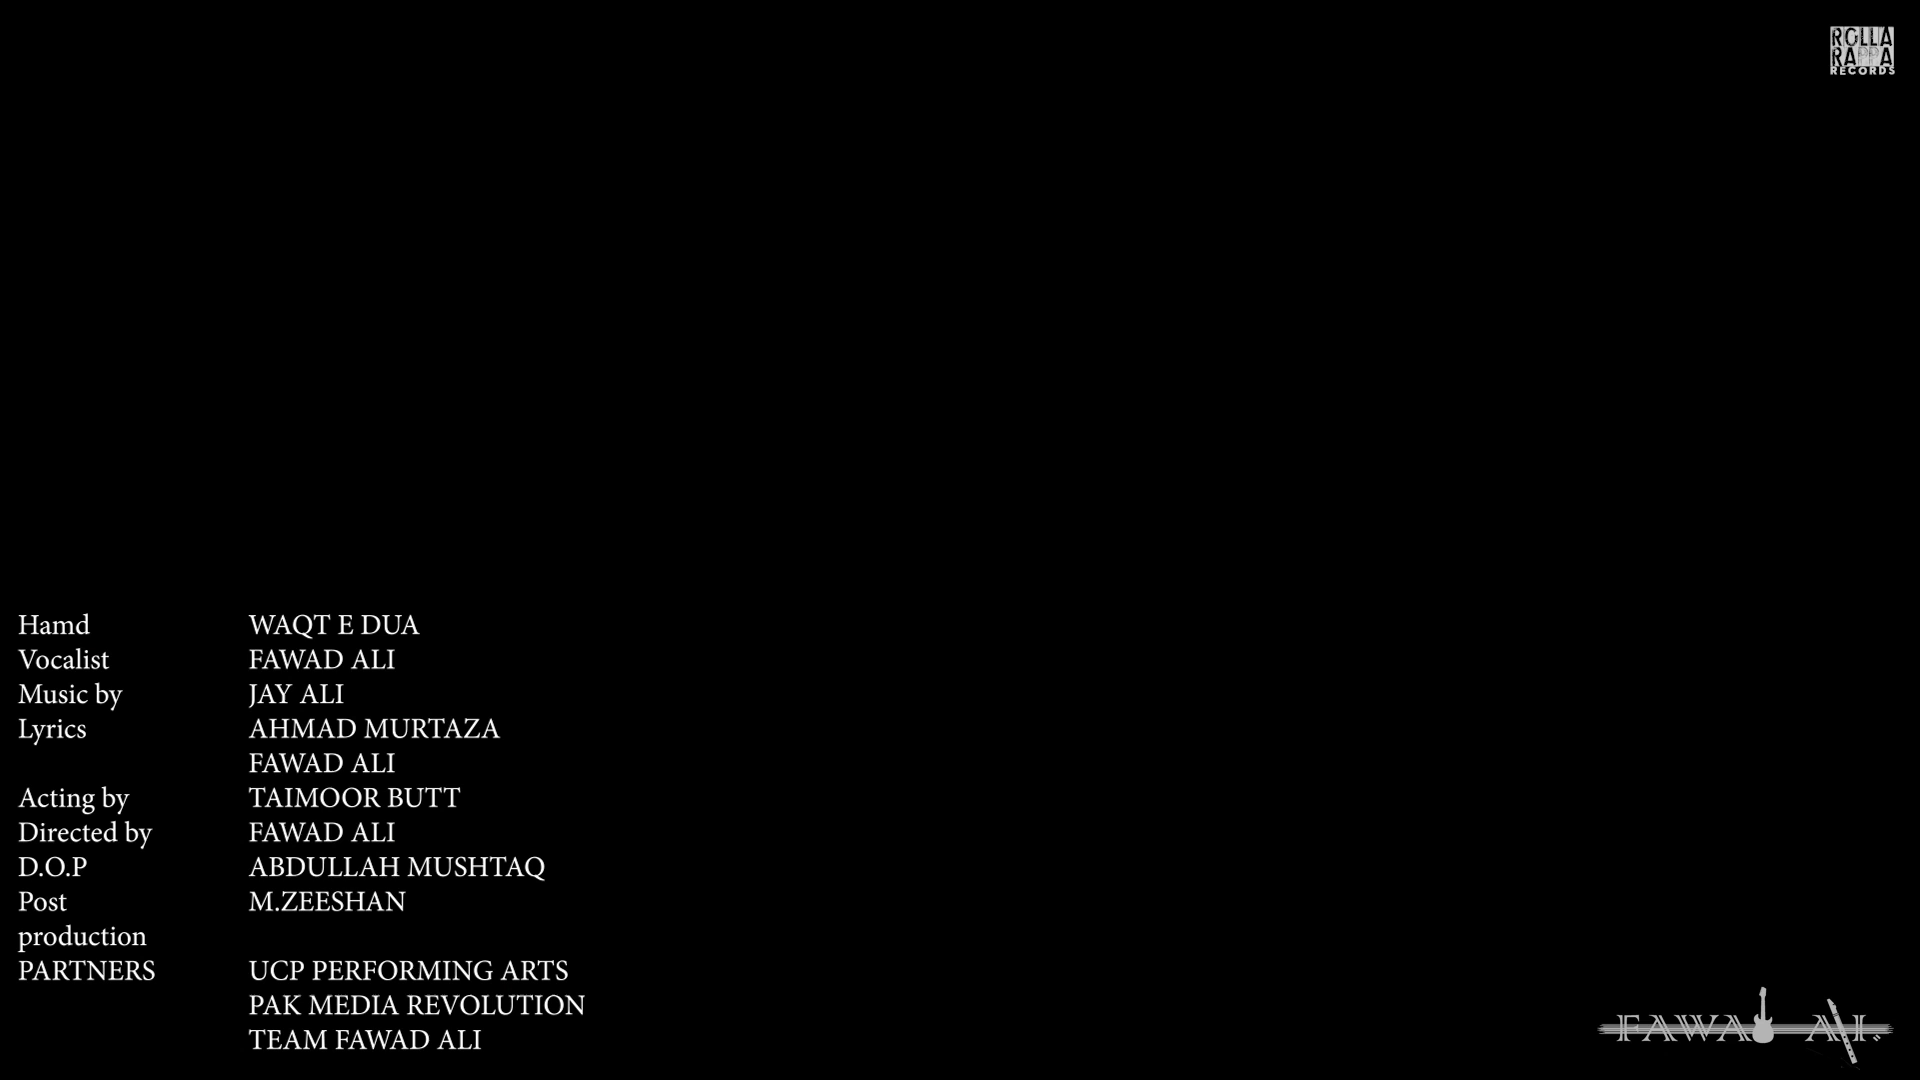 ROLLA
RAPPA
RECORDS
Hamd WAQT E DUA
Vocalist FAWAD ALI
Music by JAY ALI
Lyrics AHMAD MURTAZA
FAWAD ALI
Acting by TAIMOOR BUTT
Directed by FAWAD ALI
D.O.P ABDULLAH MUSHTAQ
Post M.ZEESHAN
production
PARTNERS UCP PERFORMING ARTS
PAK MEDIA REVOLUTION
TEAM FAWAD ALI
FAWAD ALI